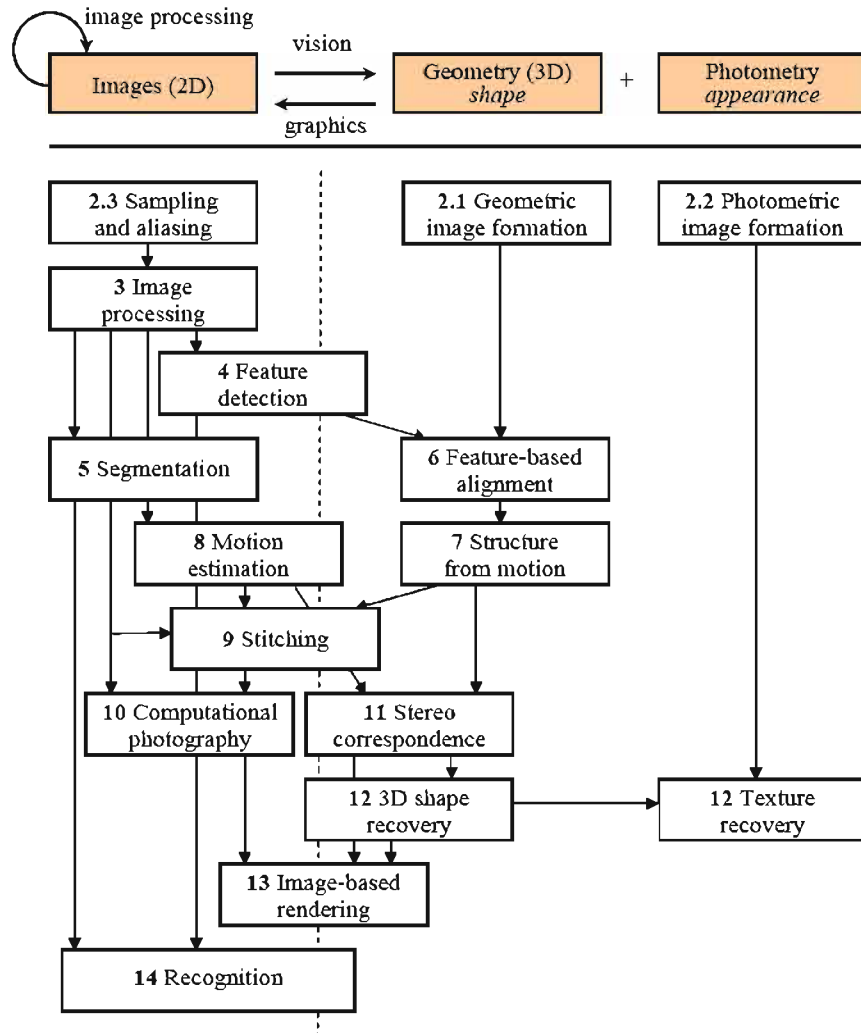 image processing
vision
Images (2D)
Geometry (3D)
shape
+
Photometry
appearance
graphics
2.3 Sampling
and aliasing
2.1 Geometric
image formation
2.2 Photometric
image formation
3 Image
processing
4 Feature
detection
5 Segmentation
6 Feature-based
alignment
8 Motion
estimation
7 Structure
from motion
9 Stitching
10 Computational
photography
11 Stereo
correspondence
12 3D shape
recovery
12 Texture
recovery
13 Image-based
rendering
14 Recognition